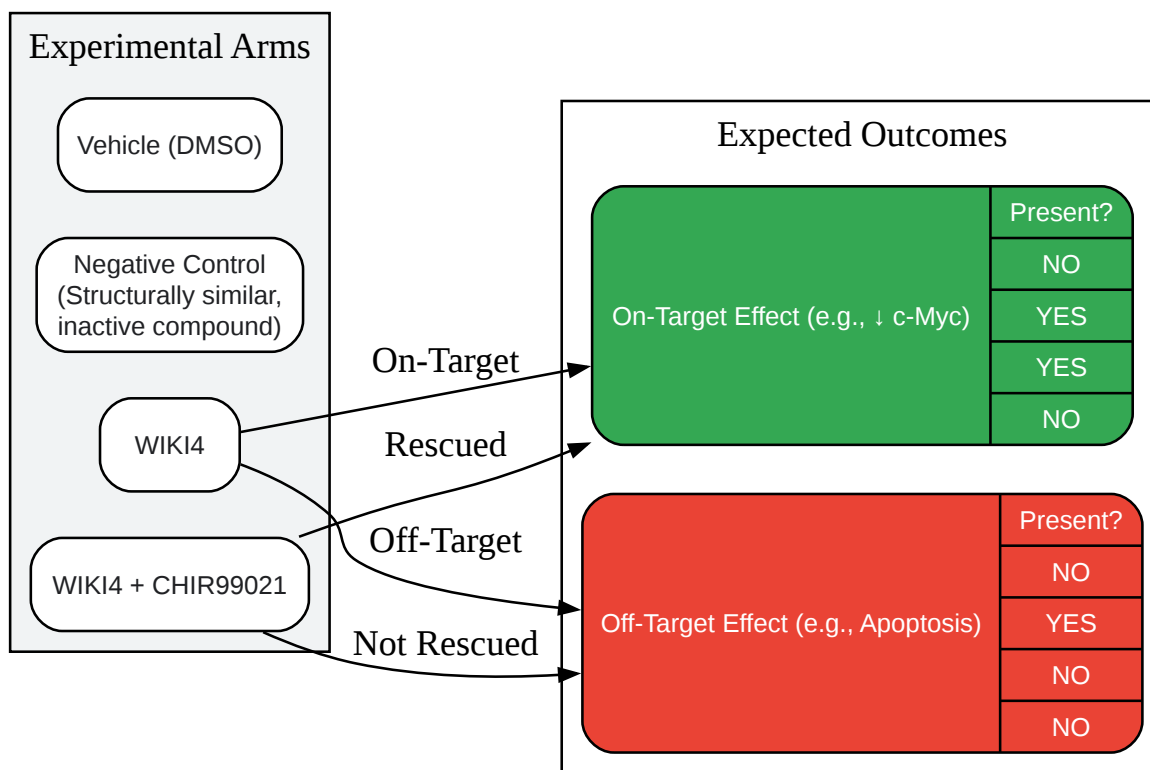 Experimental Arms
Vehicle (DMSO)
Negative Control
(Structurally similar,
inactive compound)
WIKI4
WIKI4 + CHIR99021
On-Target
Rescued
Off-Target
Not Rescued
Expected Outcomes
On-Target Effect (e.g., ↓ c-Myc)
Present?
NO
YES
YES
NO
Off-Target Effect (e.g., Apoptosis)
Present?
NO
YES
NO
NO